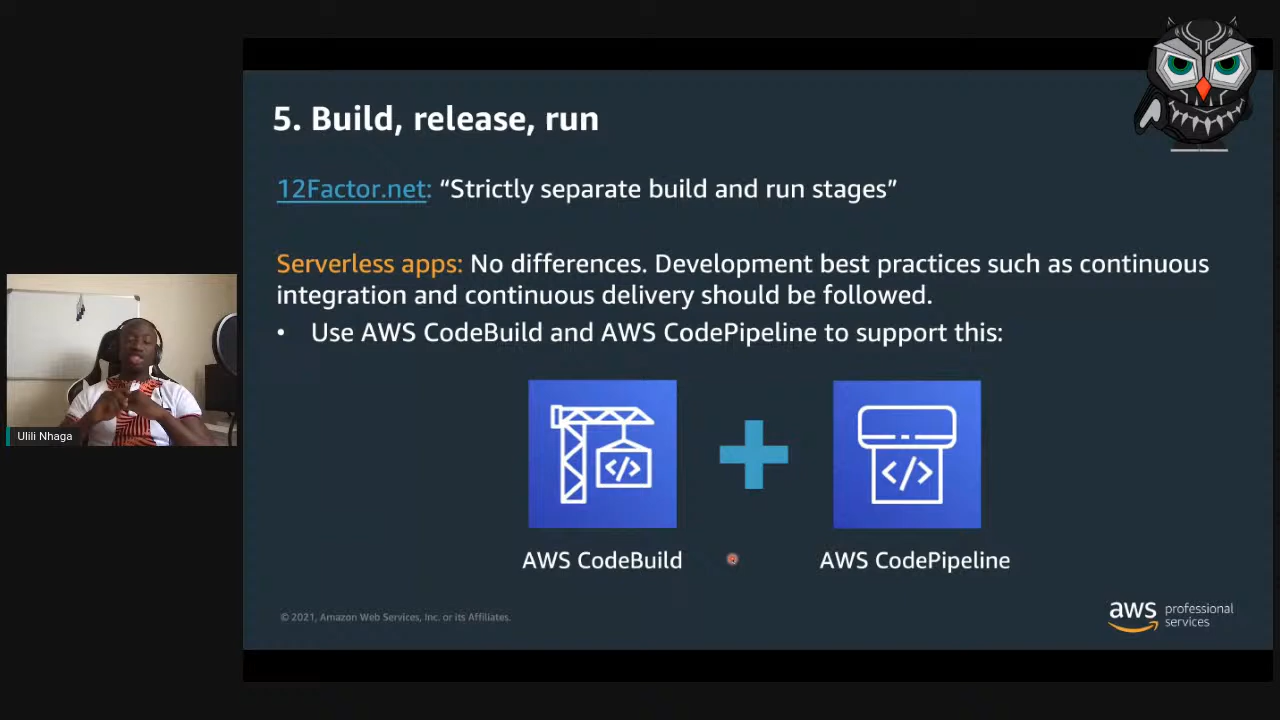 5. Build, release, run
12Factor.net: “Strictly separate build and run stages”
Serverless apps: No differences. Development best practices such as continuous
integration and continuous delivery should be followed.
• Use AWS CodeBuild and AWS CodePipeline to support this:
</>
</>
AWS CodeBuild
AWS CodePipeline
Ulili Nhaga
© 2021, Amazon Web Services, Inc. or its Affiliates.
aws professional
services